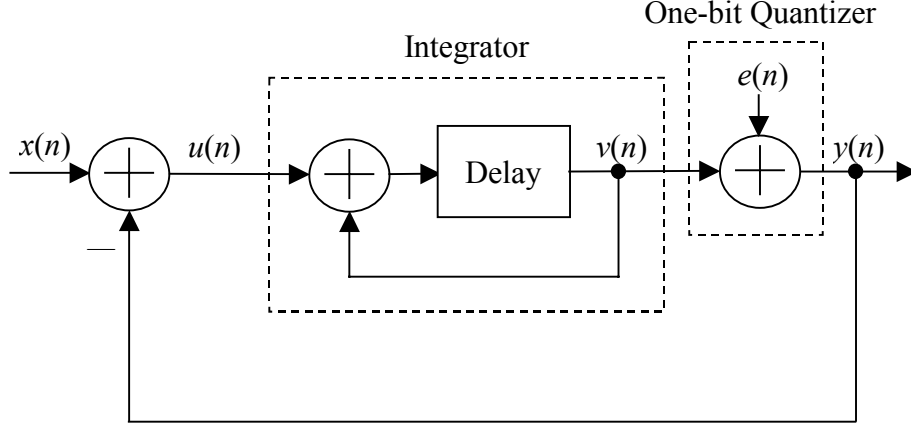 One-bit Quantizer
Integrator
e(n)
x(n)
u(n)
Delay
v(n)
y(n)